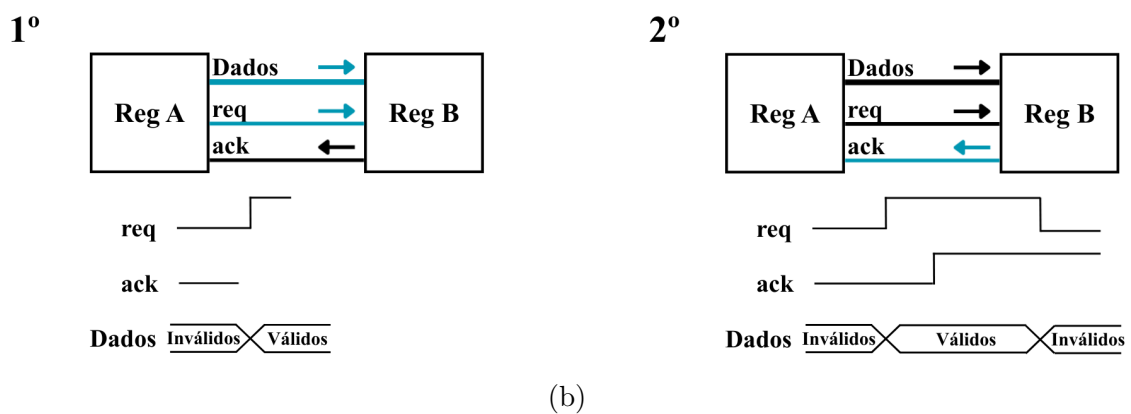 1º
Dados
Reg A
req
Reg B
ack
req
ack
Dados Inválidos Válidos
2º
Dados
Reg A
req
Reg B
ack
req
ack
Dados Inválidos Válidos Inválidos
(b)